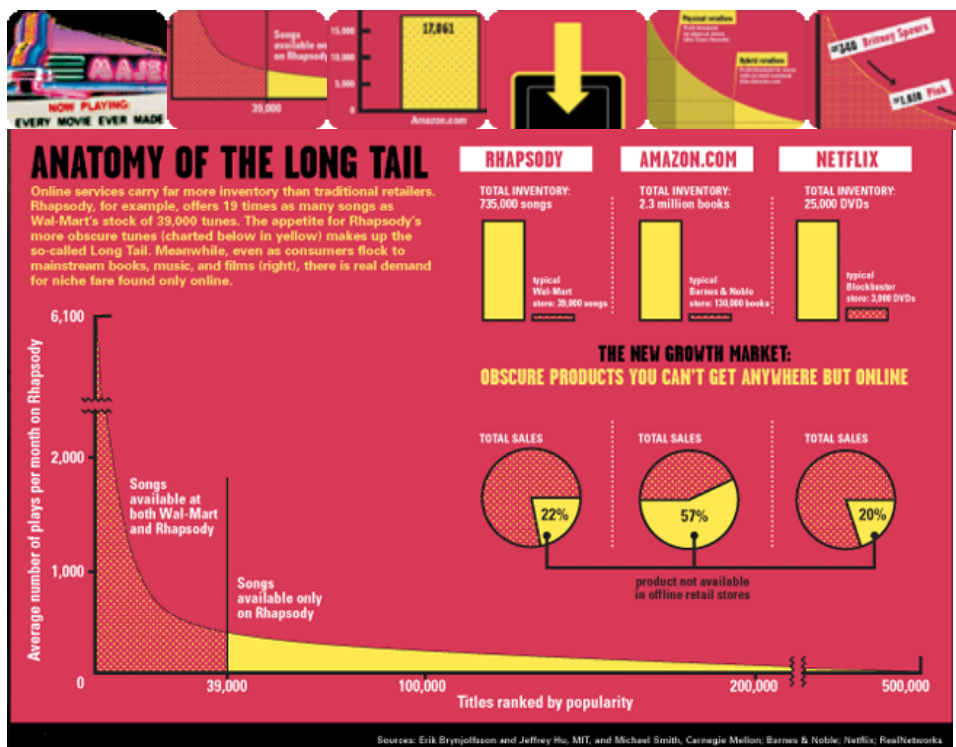 MAJE
NOW PLAYING:
EVERY MOVIE EVER MADE
Songs
available on
Rhapsody
39,000
15,000
10,000
5,000
0
17,061
Amazon.com
Physical retailers
Hybrid retailers
#340 Britney Spears
#1,010 Pink
ANATOMY OF THE LONG TAIL
Online services carry far more inventory than traditional retailers.
Rhapsody, for example, offers 19 times as many songs as
Wal-Mart's stock of 39,000 tunes. The appetite for Rhapsody's
more obscure tunes (charted below in yellow) makes up the
so-called Long Tail. Meanwhile, even as consumers flock to
mainstream books, music, and films (right), there is real demand
for niche fare found only online.
RHAPSODY
TOTAL INVENTORY:
735,000 songs
typical
Wal-Mart
store: 39,000 songs
AMAZON.COM
TOTAL INVENTORY:
2.3 million books
typical
Barnes & Noble
store: 130,000 books
NETFLIX
TOTAL INVENTORY:
25,000 DVDs
typical
Blockbuster
store: 3,000 DVDs
THE NEW GROWTH MARKET:
OBSCURE PRODUCTS YOU CAN'T GET ANYWHERE BUT ONLINE
TOTAL SALES
22%
TOTAL SALES
57%
TOTAL SALES
20%
product not available
in offline retail stores
Average number of plays per month on Rhapsody
6,100
2,000
1,000
0
Songs
available at
both Wal-Mart
and Rhapsody
Songs
available only
on Rhapsody
39,000
100,000
200,000
500,000
Titles ranked by popularity
Sources: Erik Brynjolfsson and Jeffrey Hu, MIT, and Michael Smith, Carnegie Mellon; Barnes & Noble; Netflix; RealNetworks